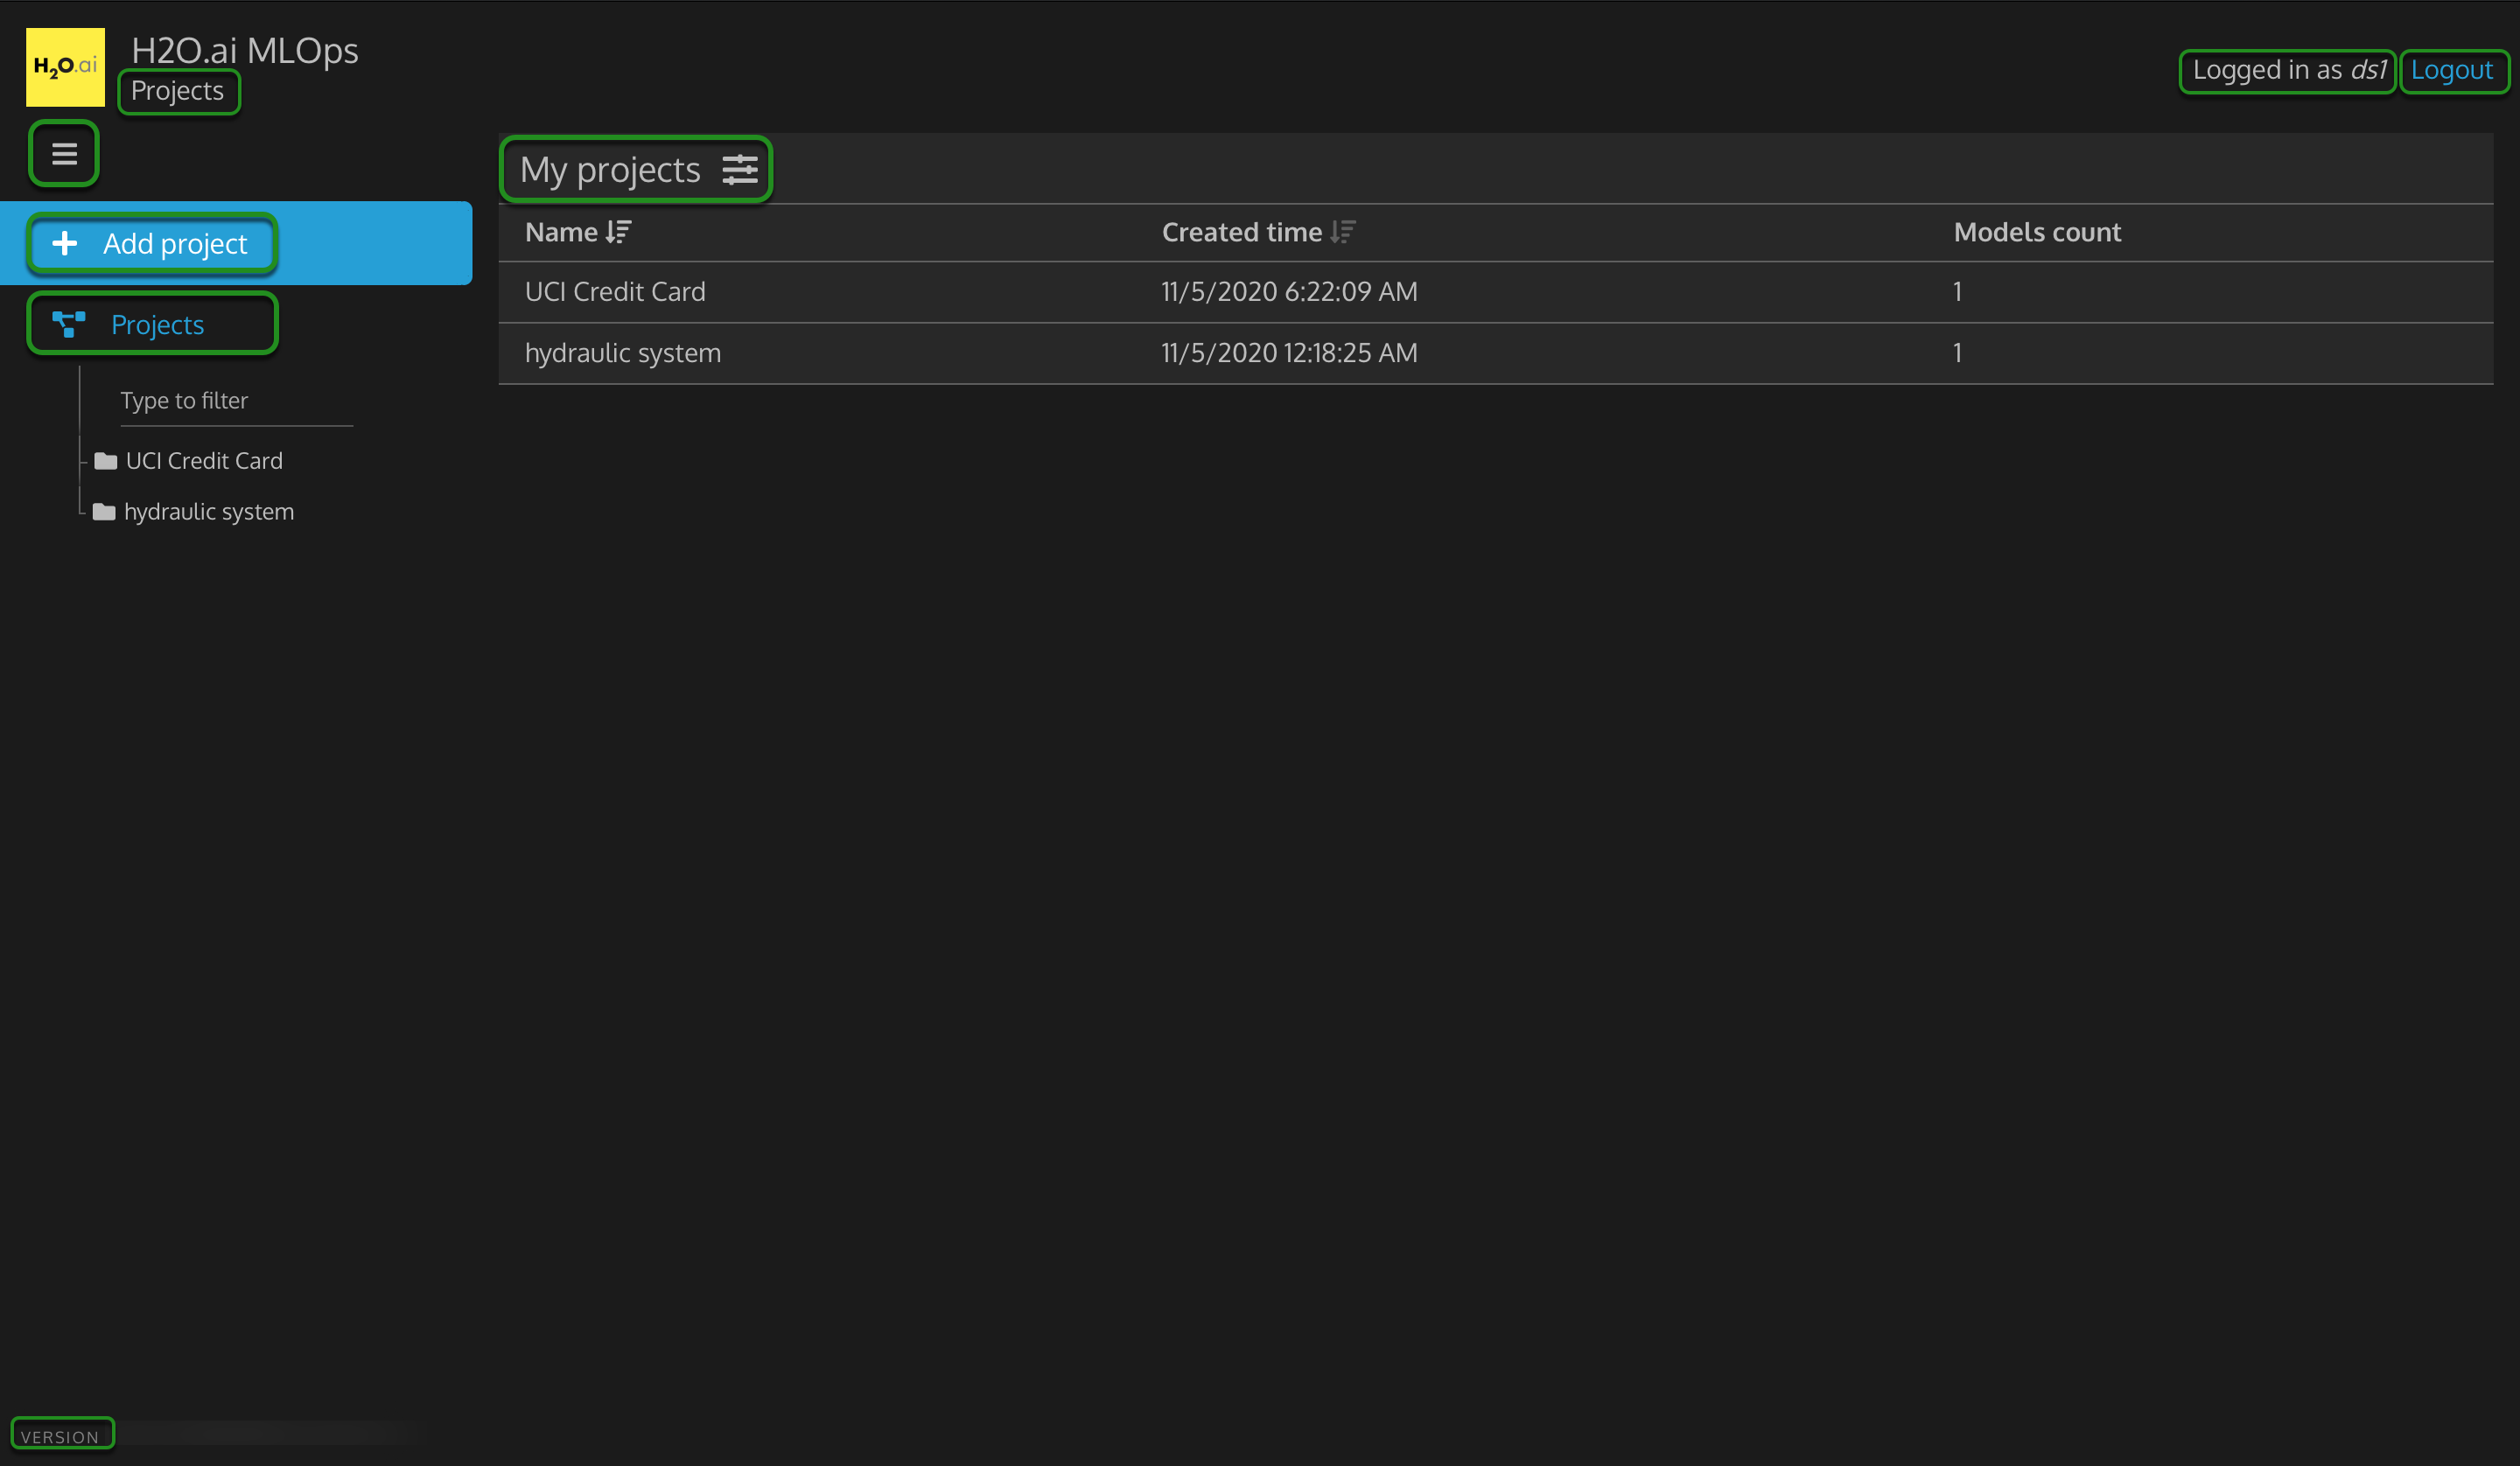 H2O.ai
H2O.ai MLOps
Projects
Logged in as ds1 Logout
Add project
Projects
Type to filter
UCI Credit Card
hydraulic system
My projects
Name Created time Models count
UCI Credit Card 11/5/2020 6:22:09 AM 1
hydraulic system 11/5/2020 12:18:25 AM 1
VERSION